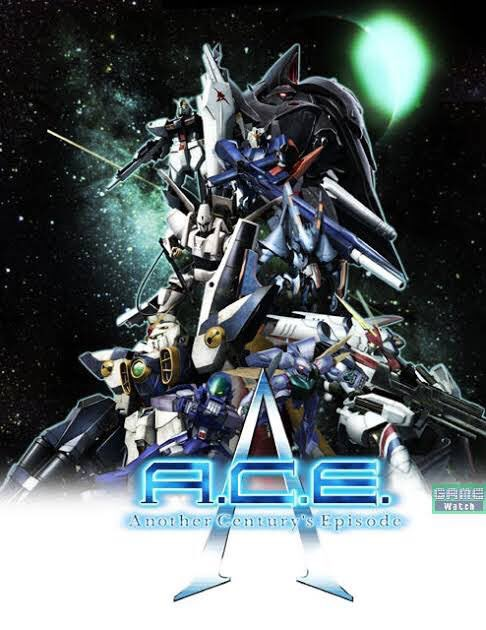 A.C.E.
Another Century's Episode
GAME
Watch